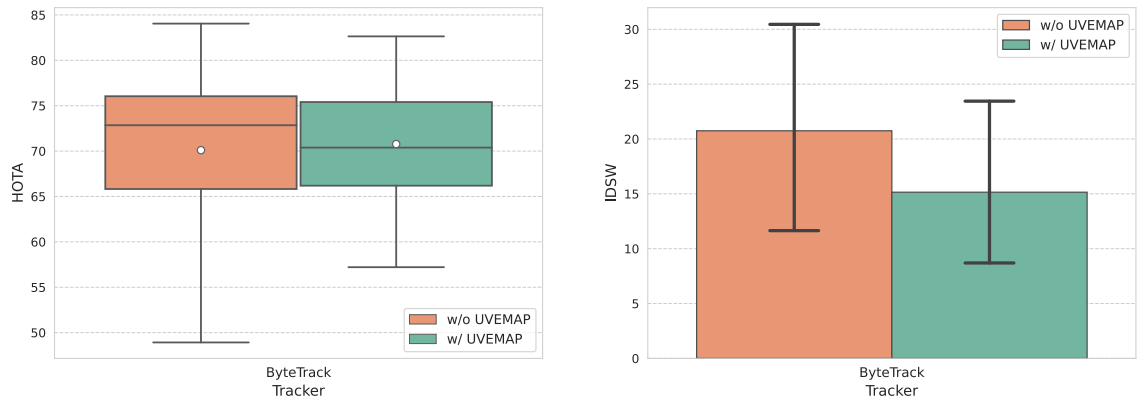 85
80
75
70
65
60
55
50
HOTA
w/o UVEMAP
w/ UVEMAP
ByteTrack
Tracker
30
25
20
15
10
5
0
IDSW
w/o UVEMAP
w/ UVEMAP
ByteTrack
Tracker